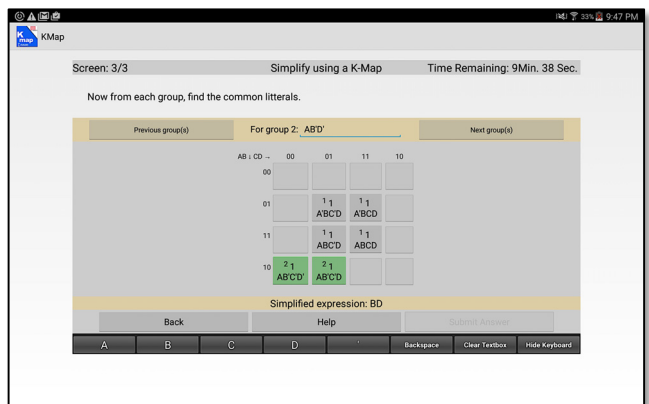 33% 9:47 PM
K map
KMap
Screen: 3/3 Simplify using a K-Map Time Remaining: 9Min. 38 Sec.
Now from each group, find the common litterals.
Previous group(s) For group 2: AB'D' Next group(s)
AB ↓ CD → 00 01 11 10
00
01 1 1 1 1
A'BC'D A'BCD
11 1 1 1 1
ABC'D ABCD
10 2 1 2 1
AB'C'D' AB'C'D
Simplified expression: BD
Back Help Submit Answer
A B C D ' Backspace Clear Textbox Hide Keyboard